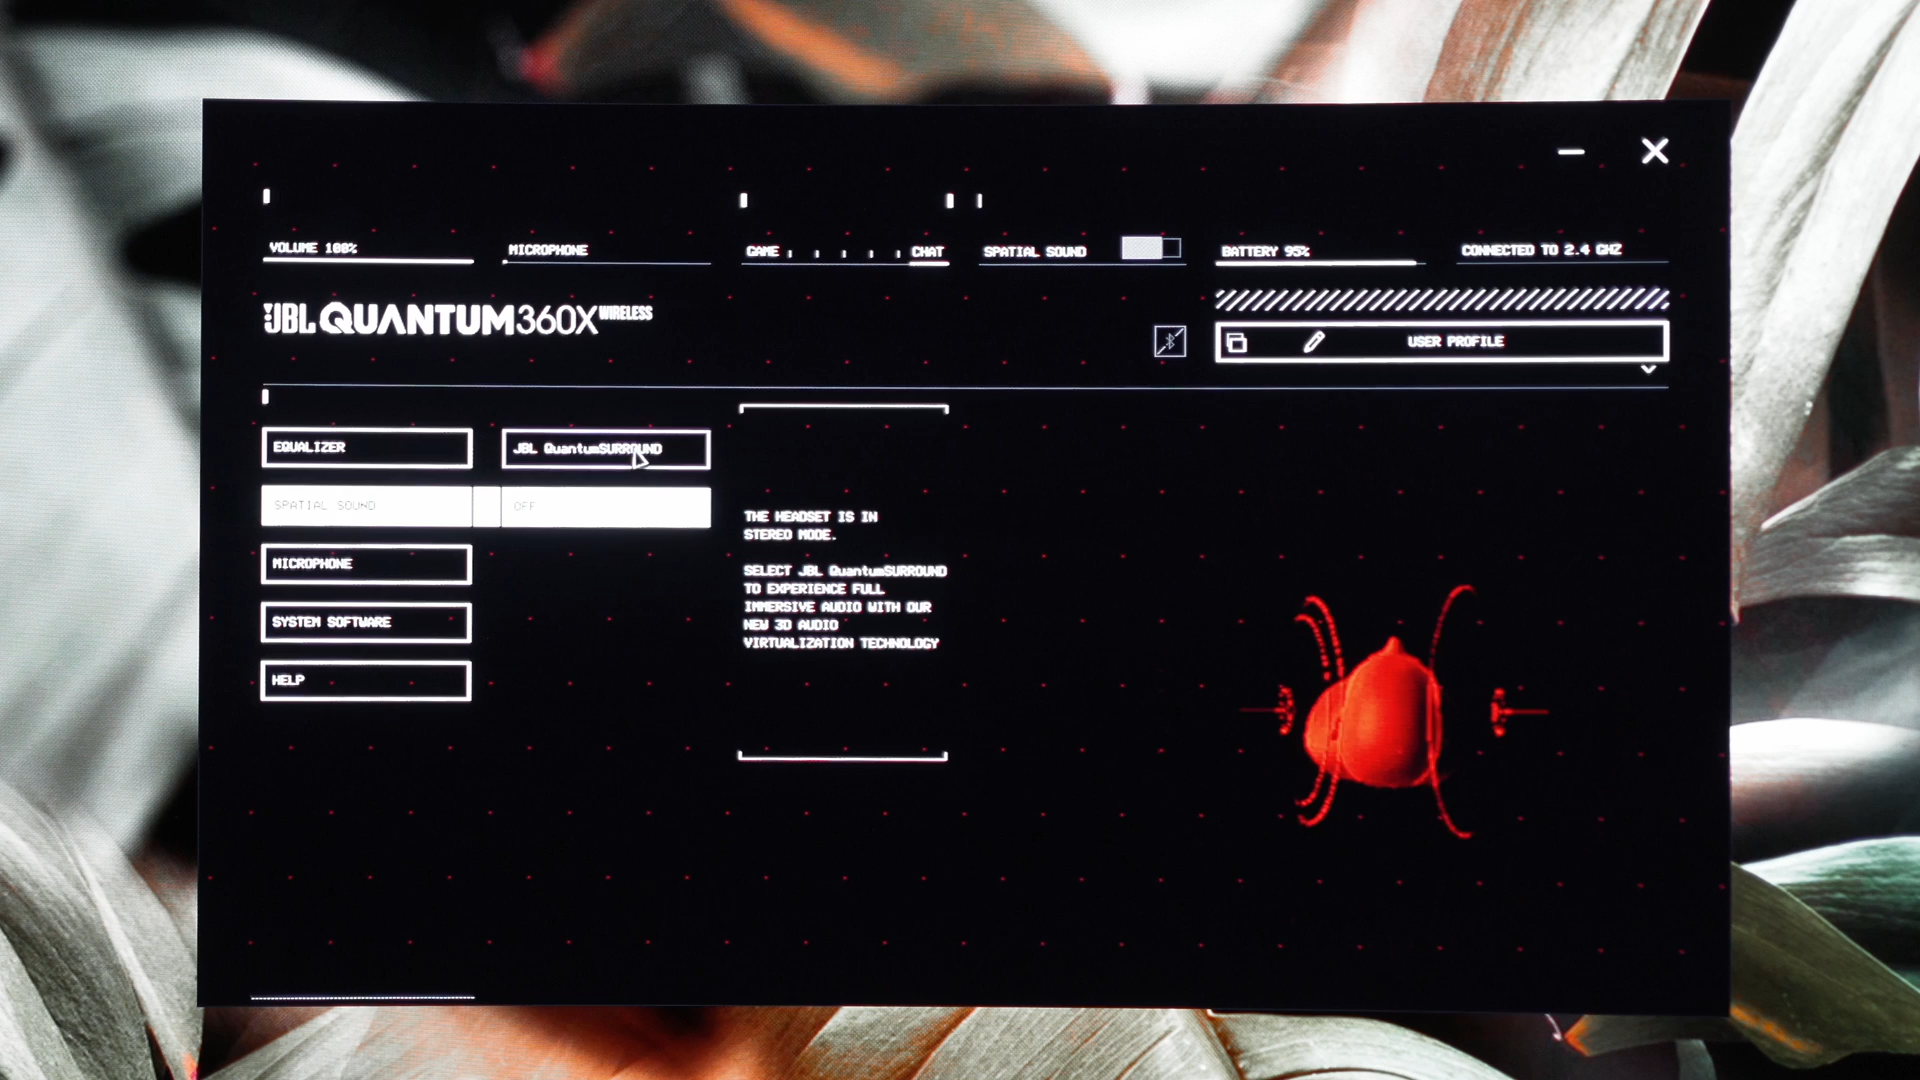 VOLUME 100%
MICROPHONE
GAME
CHAT
SPATIAL SOUND
BATTERY 95%
CONNECTED TO 2.4 GHZ
JBL QUANTUM360X WIRELESS
USER PROFILE
EQUALIZER
JBL QuantumSURROUND
SPATIAL SOUND
OFF
MICROPHONE
SYSTEM SOFTWARE
HELP
THE HEADSET IS IN
STEREO MODE.
SELECT JBL QuantumSURROUND
TO EXPERIENCE FULL
IMMERSIVE AUDIO WITH OUR
NEW 3D AUDIO
VIRTUALIZATION TECHNOLOGY